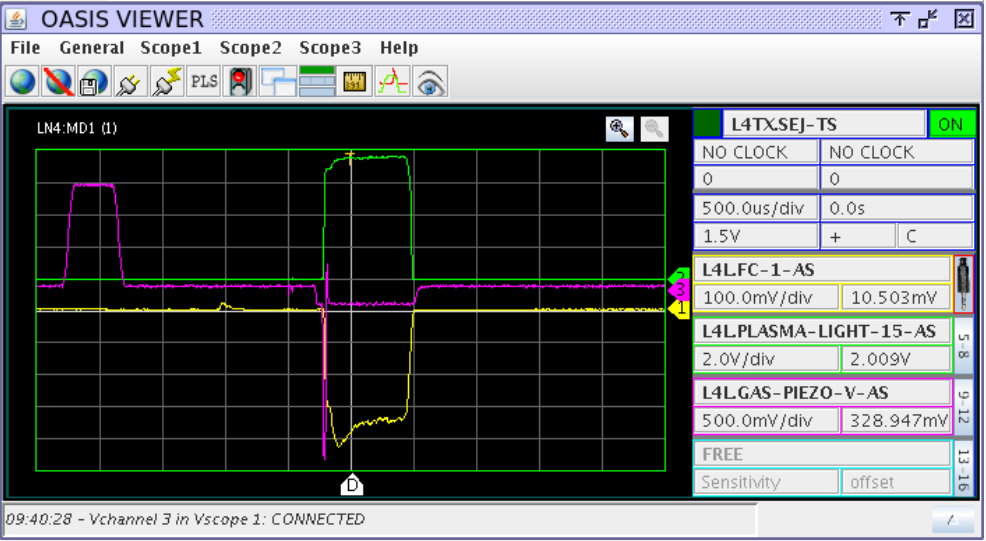 OASIS VIEWER
File General Scope1 Scope2 Scope3 Help
PLS
LN4:MD1 (1)
L4TX.SEJ-TS ON
NO CLOCK NO CLOCK
0 0
500.0us/div 0.0s
1.5V + C
L4L.FC-1-AS
100.0mV/div 10.503mV
L4L.PLASMA-LIGHT-15-AS
2.0V/div 2.009V
5-8
L4L.GAS-PIEZO-V-AS
500.0mV/div 328.947mV
9-12
FREE
Sensitivity offset
13-16
2
3
1
D
09:40:28 - Vchannel 3 in Vscope 1: CONNECTED